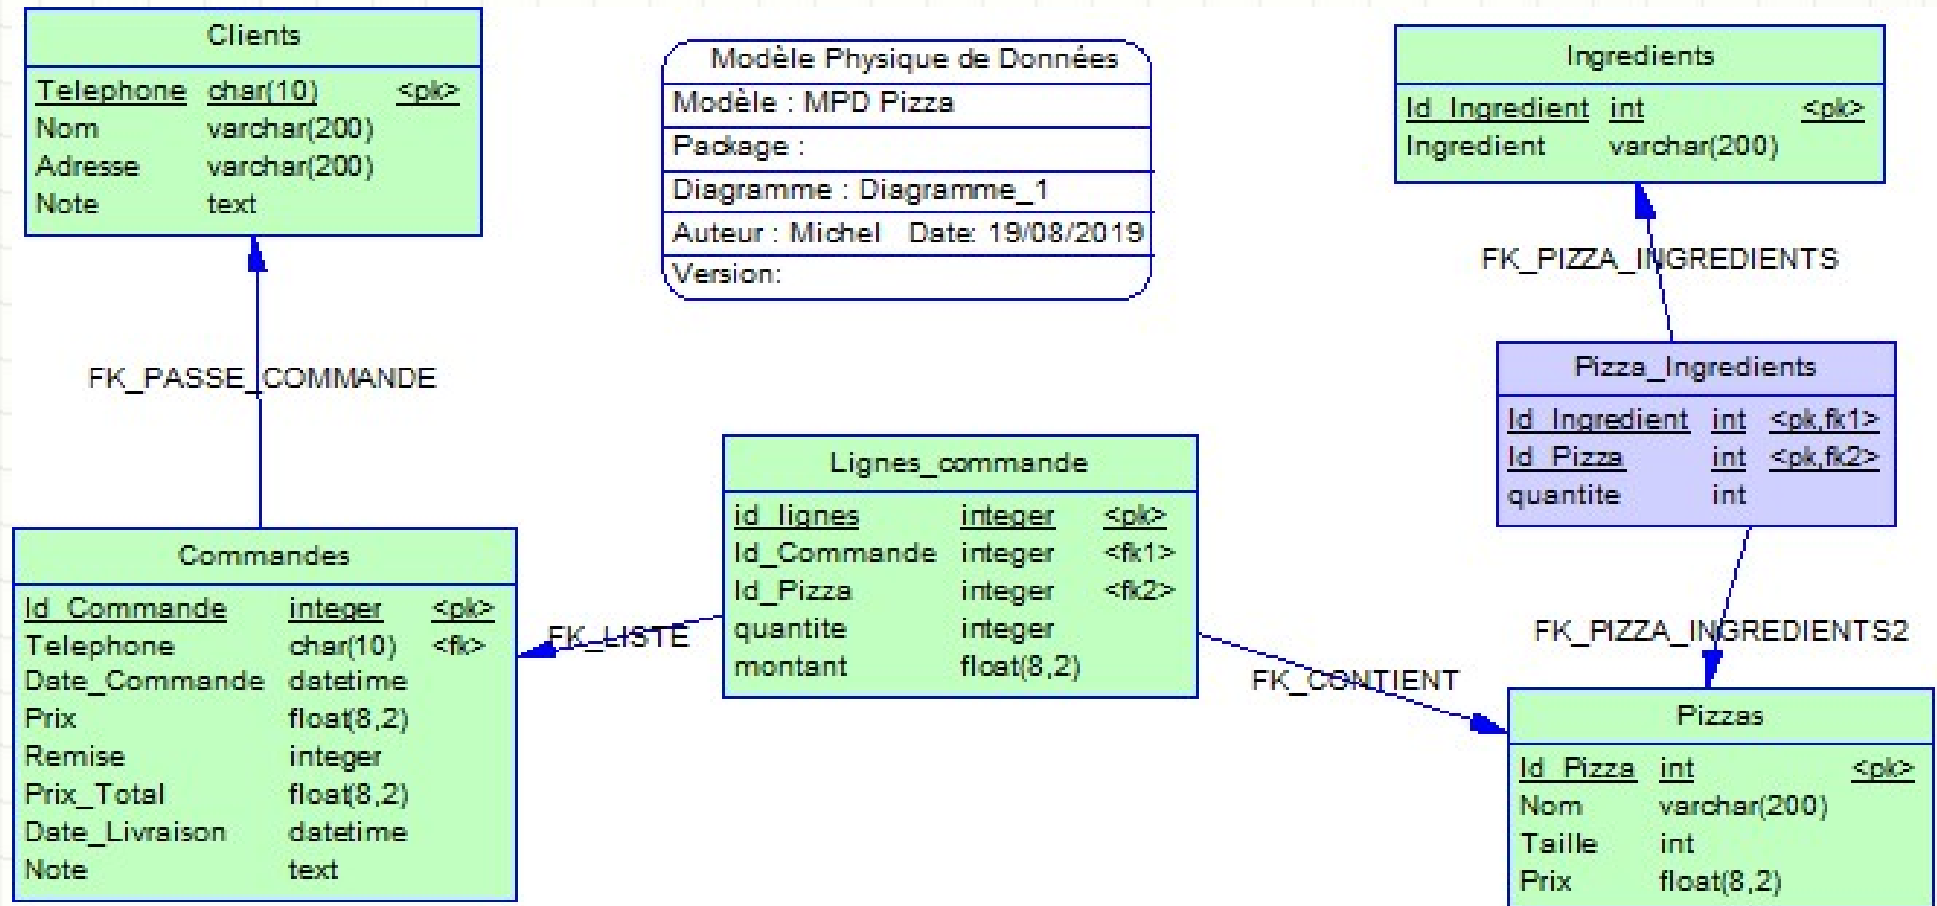 Clients
Telephone char(10) <pk>
Nom varchar(200)
Adresse varchar(200)
Note text
Modèle Physique de Données
Modèle : MPD Pizza
Package :
Diagramme : Diagramme_1
Auteur : Michel Date: 19/08/2019
Version:
Ingredients
Id_Ingredient int <pk>
Ingredient varchar(200)
FK_PASSE_COMMANDE
FK_PIZZA_INGREDIENTS
Pizza_Ingredients
Id_Ingredient int <pk,fk1>
Id_Pizza int <pk,fk2>
quantite int
Commandes
Id_Commande integer <pk>
Telephone char(10) <fk>
Date_Commande datetime
Prix float(8,2)
Remise integer
Prix_Total float(8,2)
Date_Livraison datetime
Note text
FK_LISTE
Lignes_commande
id_lignes integer <pk>
Id_Commande integer <fk1>
Id_Pizza integer <fk2>
quantite integer
montant float(8,2)
FK_CONTIENT
FK_PIZZA_INGREDIENTS2
Pizzas
Id_Pizza int <pk>
Nom varchar(200)
Taille int
Prix float(8,2)